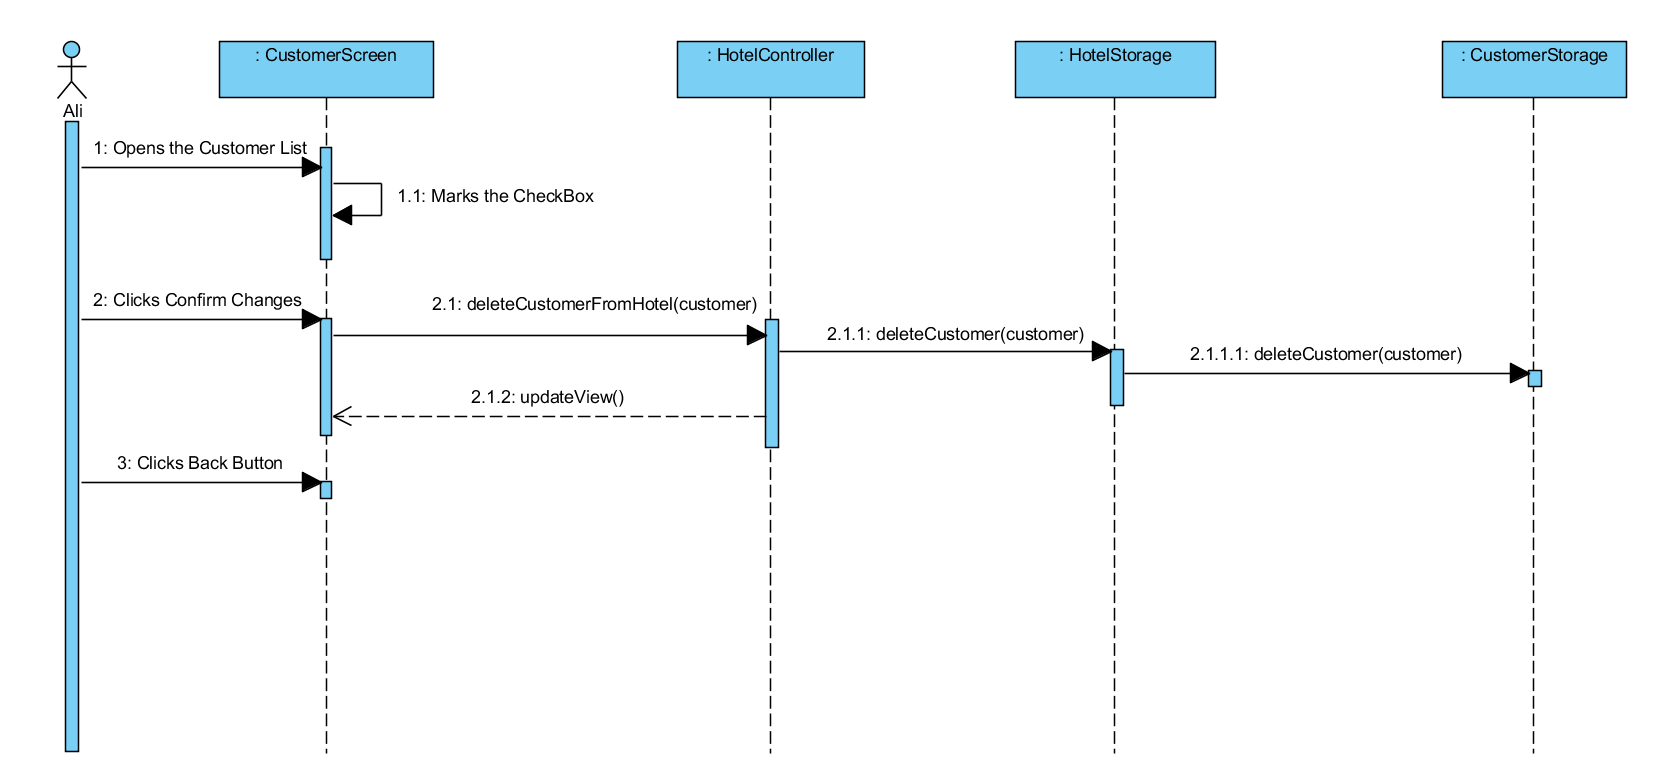 : CustomerScreen
: HotelController
: HotelStorage
: CustomerStorage
Ali
1: Opens the Customer List
1.1: Marks the CheckBox
2: Clicks Confirm Changes
2.1: deleteCustomerFromHotel(customer)
2.1.1: deleteCustomer(customer)
2.1.1.1: deleteCustomer(customer)
2.1.2: updateView()
3: Clicks Back Button